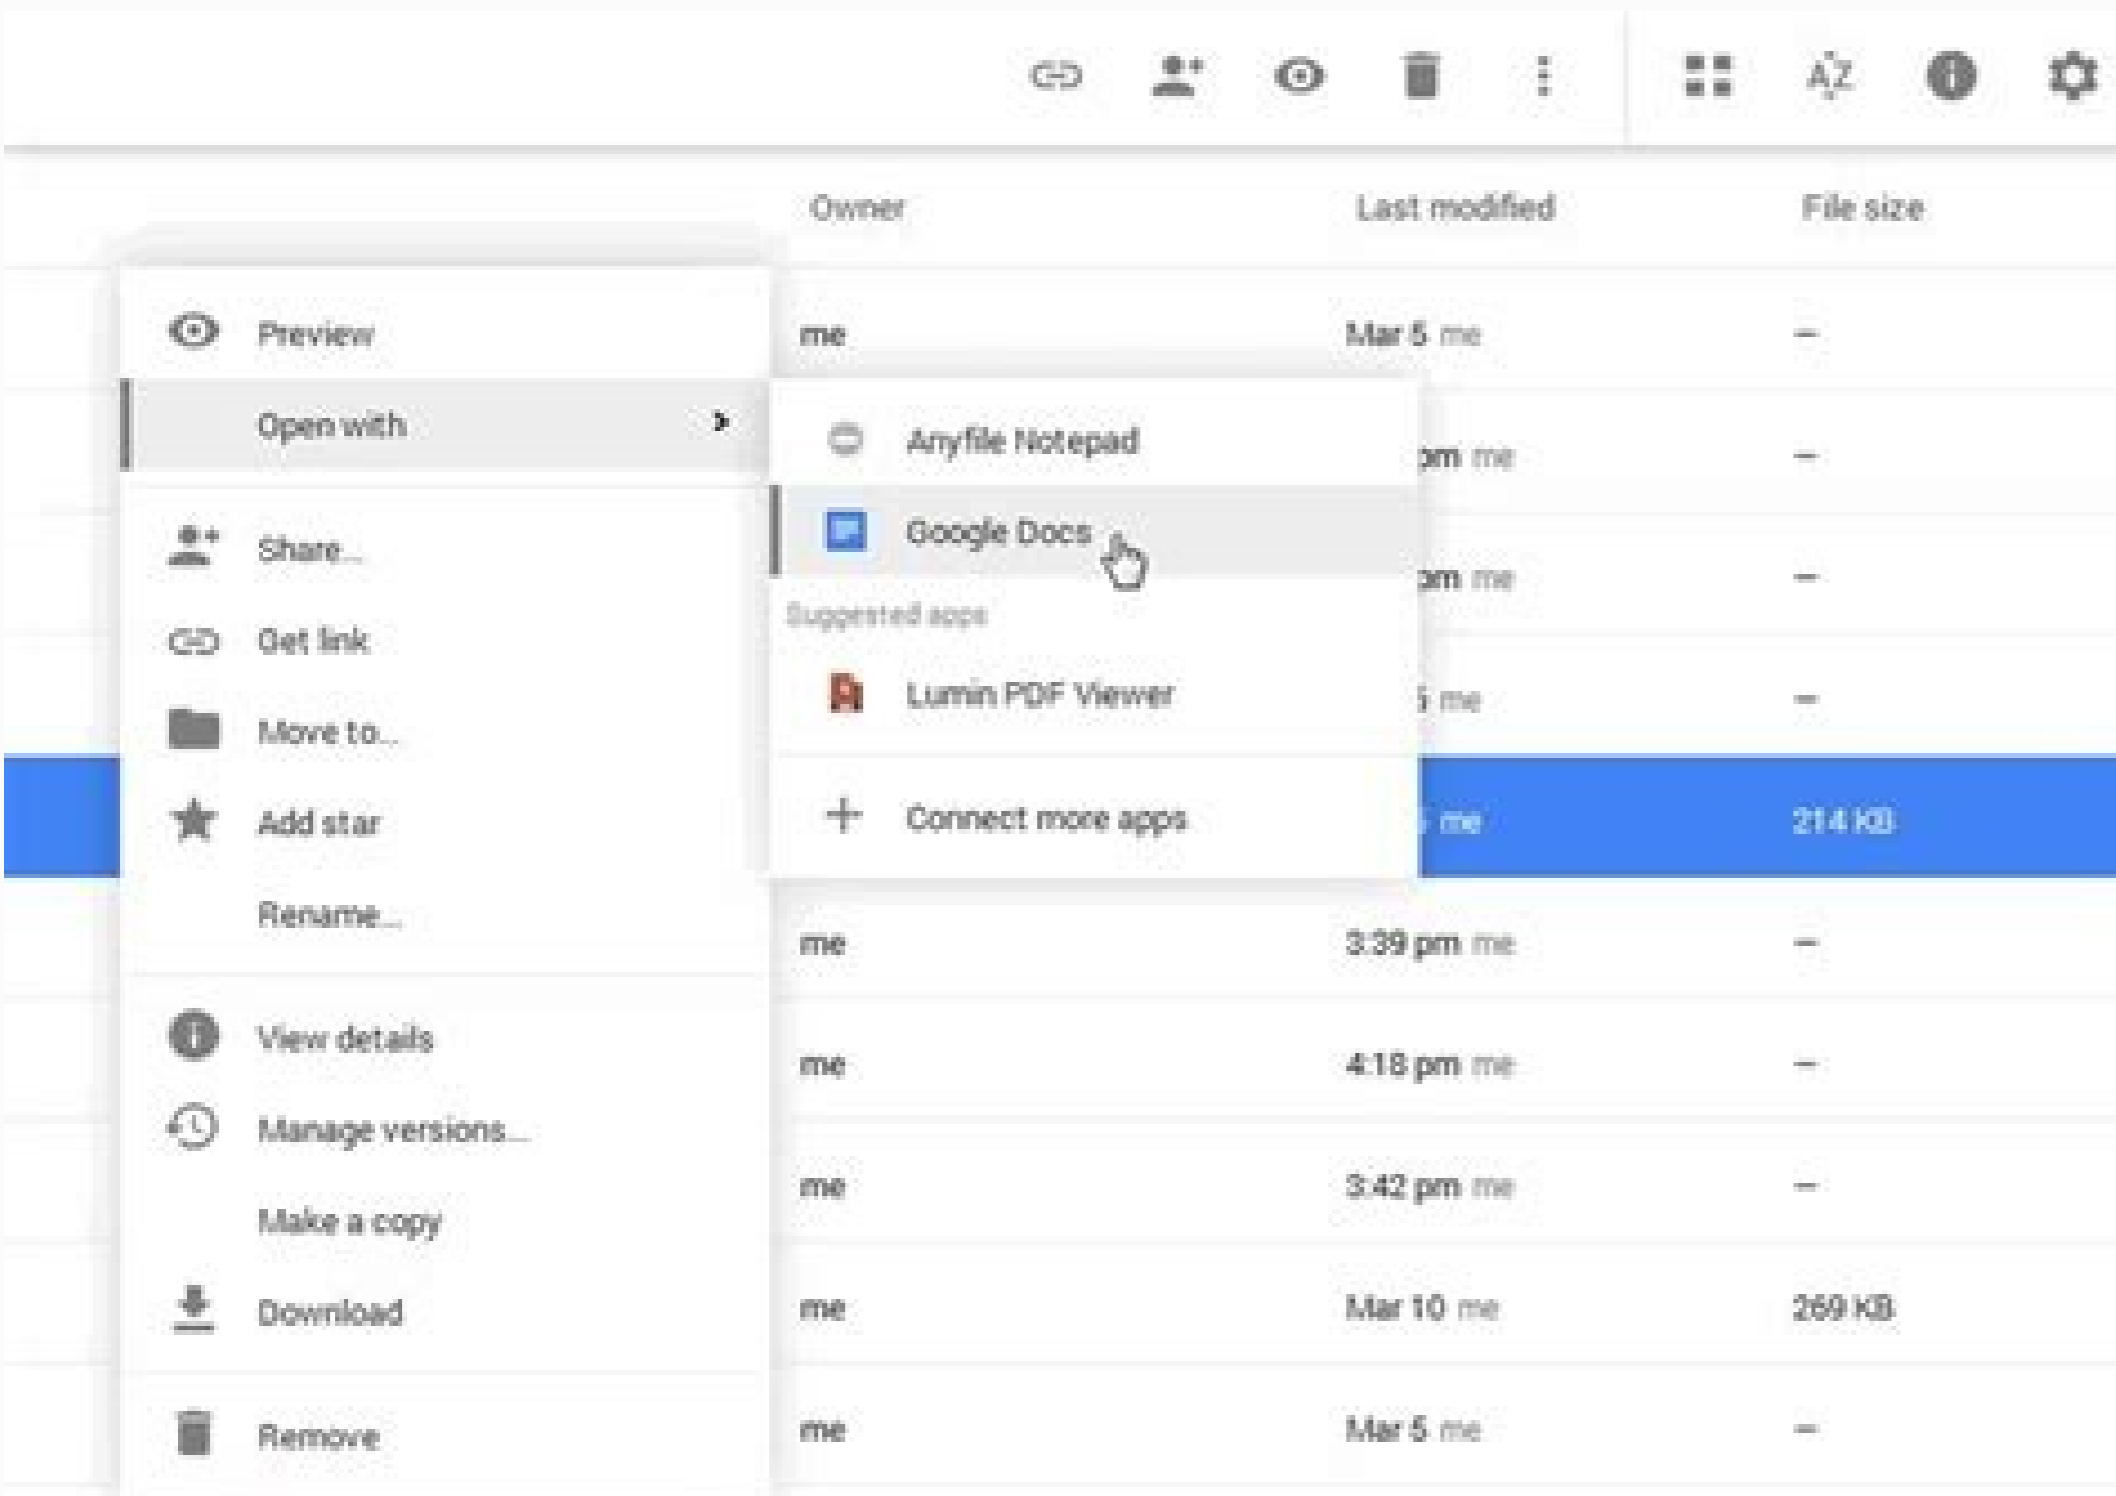 Owner Last modified File size
Preview
me Mar 5 me –
Open with
Anyfile Notepad
pm me –
Google Docs
Share...
pm me –
Suggested apps
Get link
Lumin PDF Viewer
me –
Move to...
Connect more apps
me 214 KB
Add star
Rename...
me 3:39 pm me –
View details
me 4:18 pm me –
Manage versions...
me 3:42 pm me –
Make a copy
Download
me Mar 10 me 269 KB
Remove
me Mar 5 me –